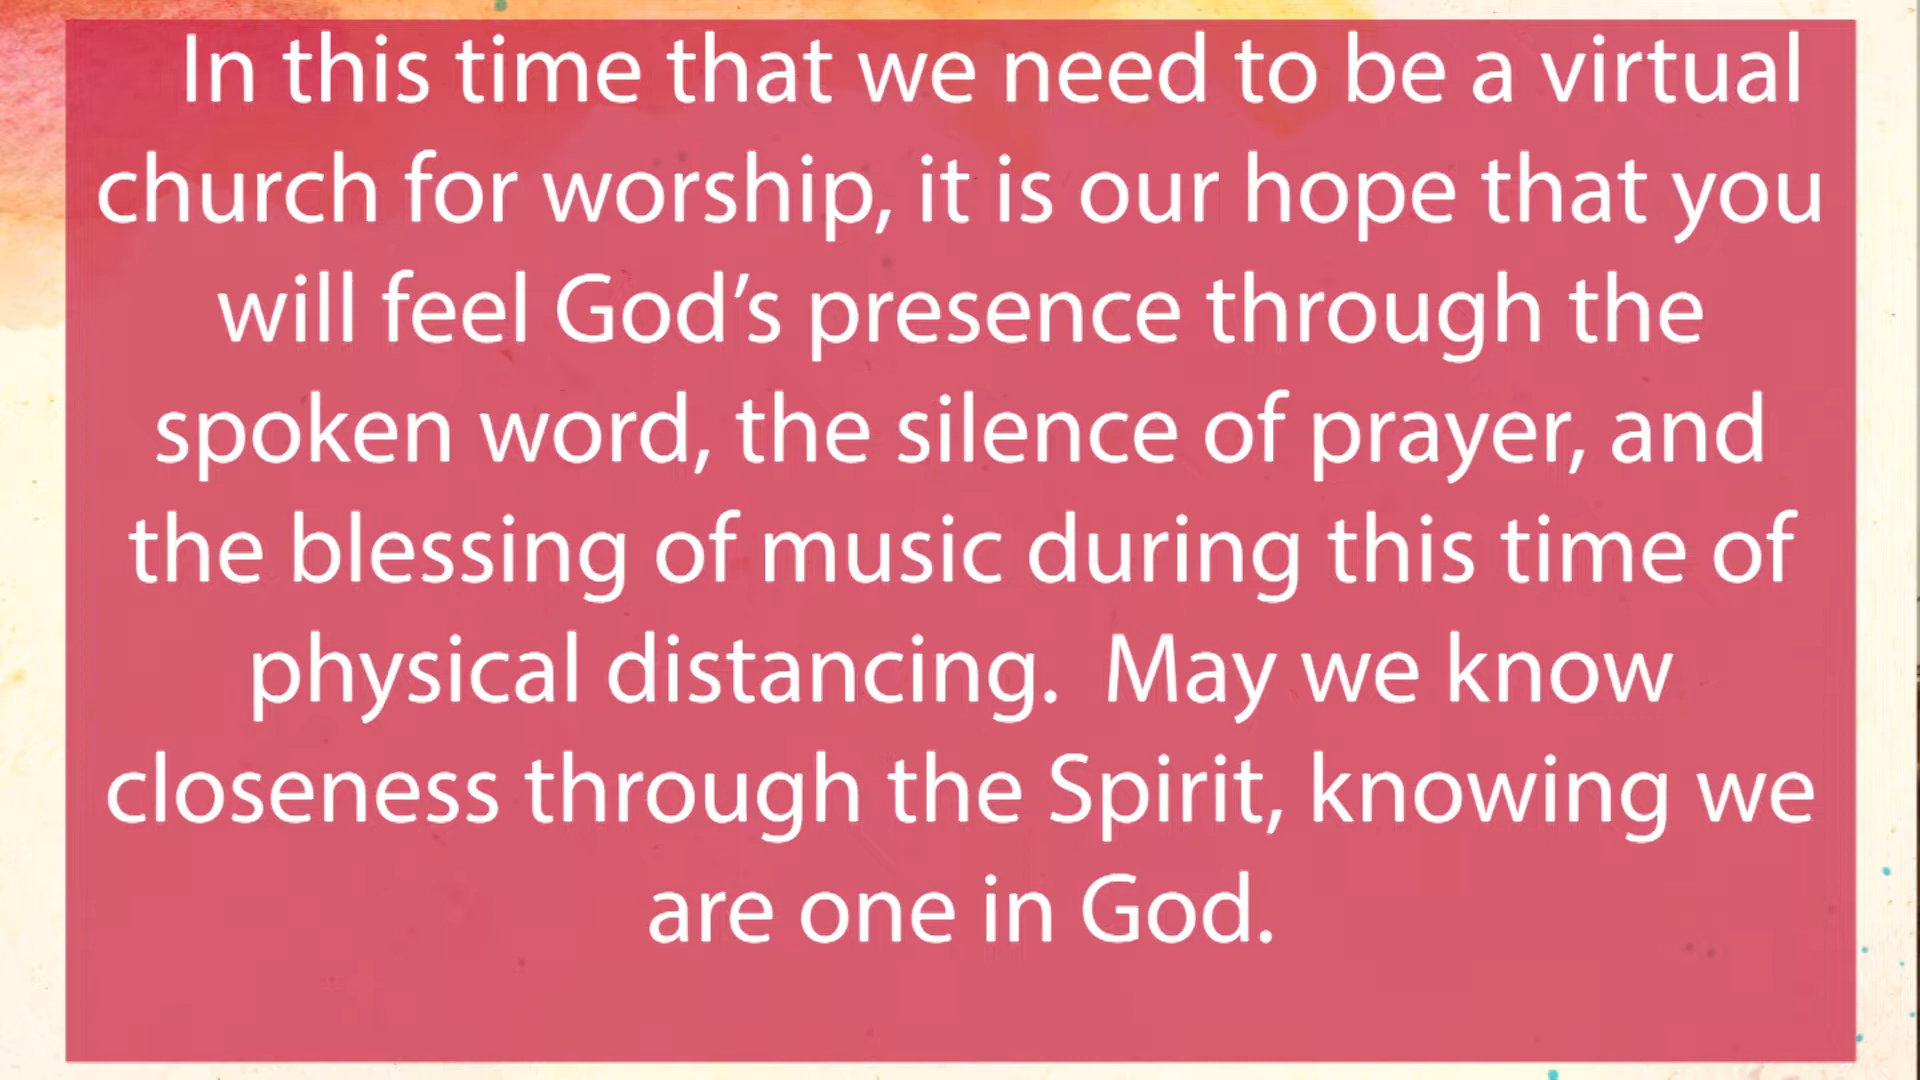 In this time that we need to be a virtual
church for worship, it is our hope that you
will feel God’s presence through the
spoken word, the silence of prayer, and
the blessing of music during this time of
physical distancing.  May we know
closeness through the Spirit, knowing we
are one in God.